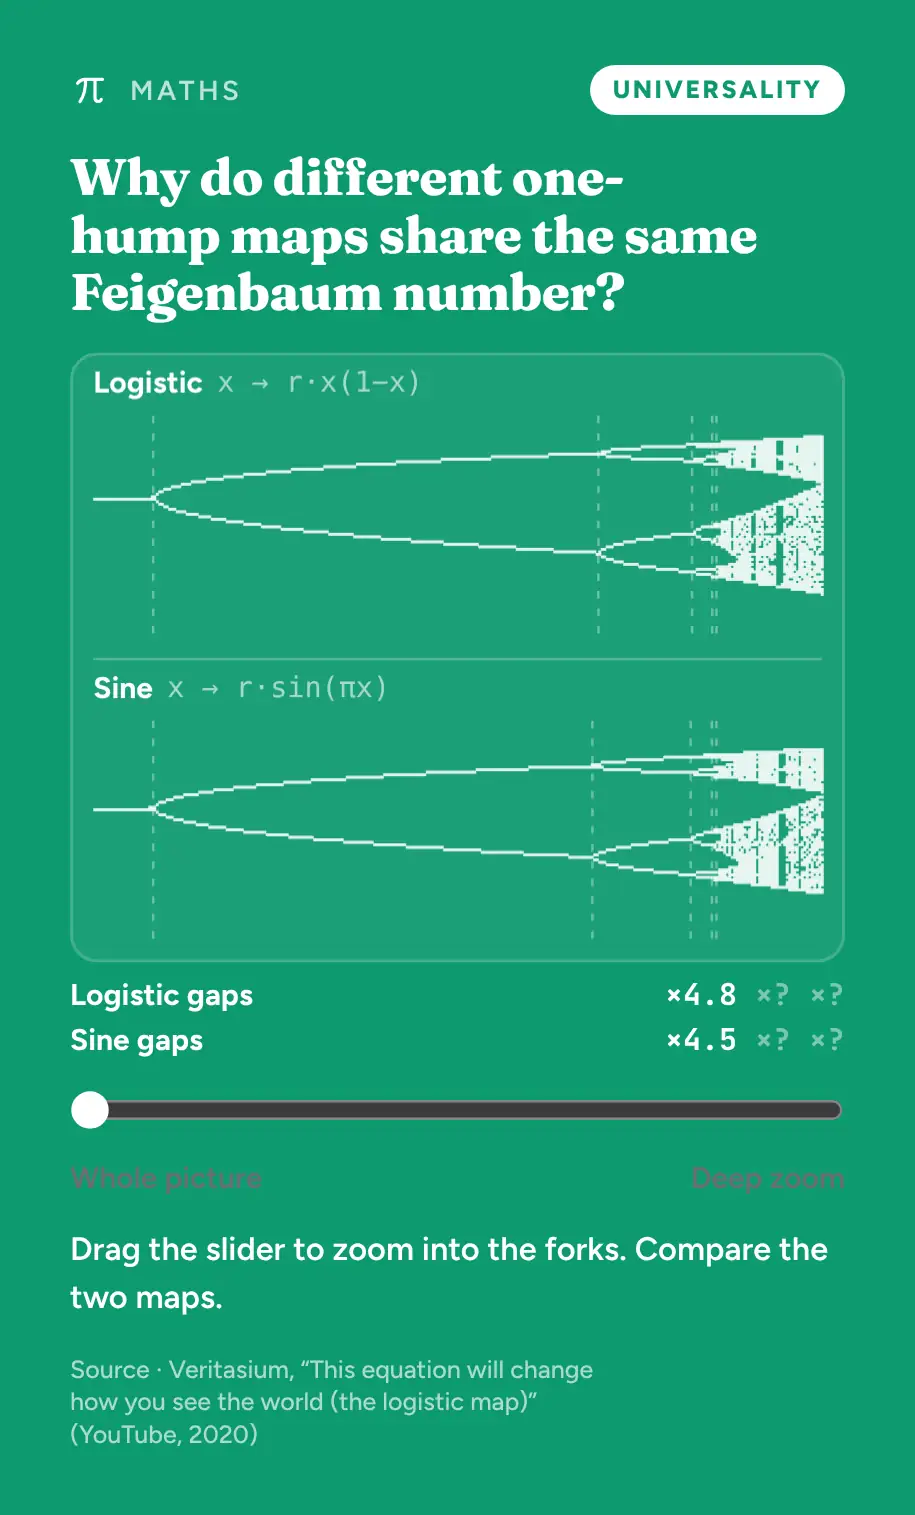 π MATHS
UNIVERSALITY
Why do different one-
hump maps share the same
Feigenbaum number?
Logistic x → r·x(1−x)
Sine x → r·sin(πx)
Logistic gaps ×4.8 ×? ×?
Sine gaps ×4.5 ×? ×?
Whole picture Deep zoom
Drag the slider to zoom into the forks. Compare the
two maps.
Source · Veritasium, “This equation will change
how you see the world (the logistic map)”
(YouTube, 2020)